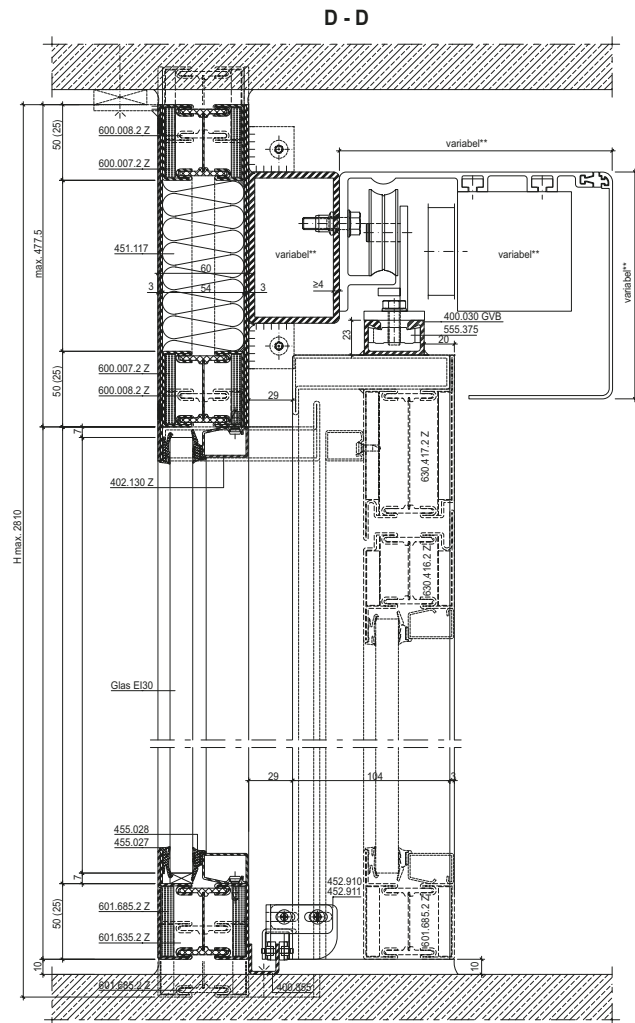 D - D
50 (25)
600.008.2 Z
600.007.2 Z
variabel**
max. 477.5
451.117
60
54
3
3
variabel**
≥4
variabel**
variabel**
400.030 GVB
555.375
23
20
50 (25)
600.007.2 Z
600.008.2 Z
29
7
402.130 Z
630.417.2 Z
630.416.2 Z
H max. 2810
Glas EI30
29
104
3
455.028
455.027
7
50 (25)
601.685.2 Z
601.635.2 Z
452.910
452.911
601.685.2 Z
10
601.685.2 Z
400.355
10